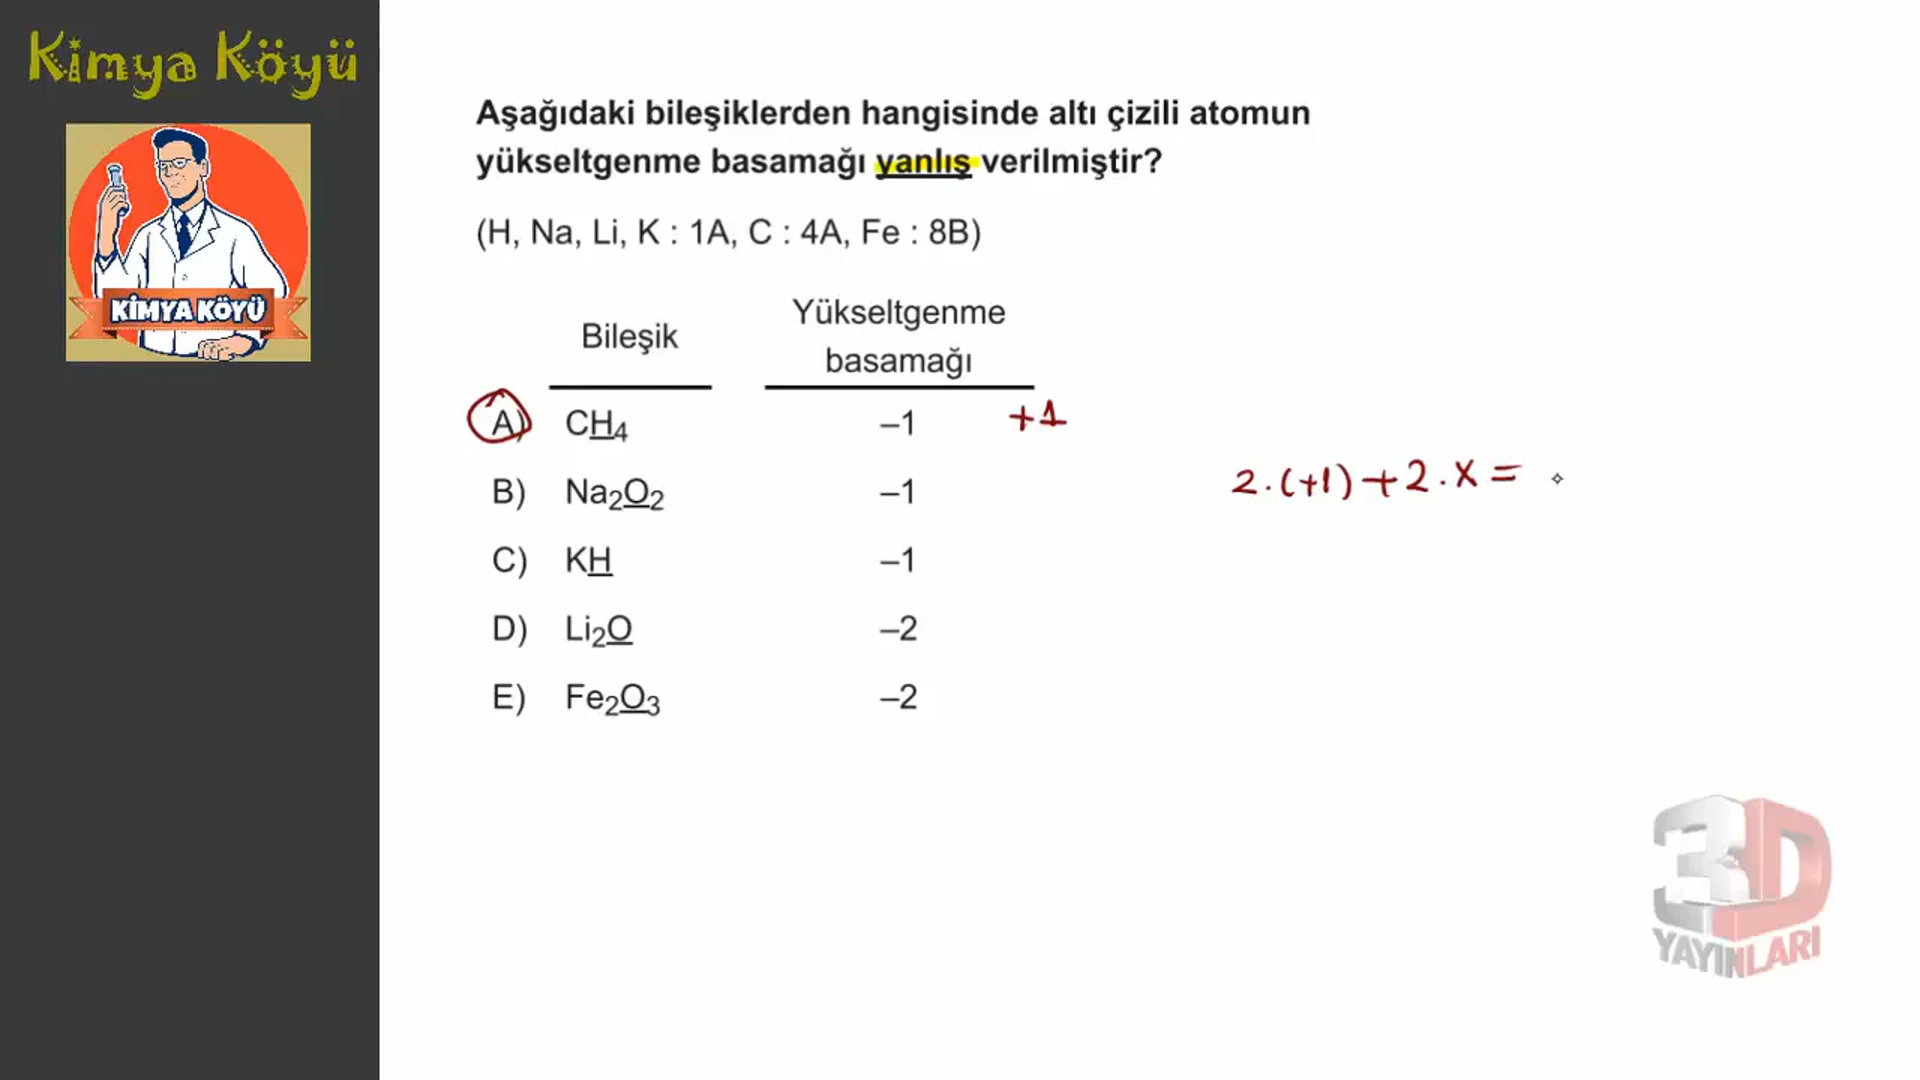 Kimya Köyü
KİMYA KÖYÜ
Aşağıdaki bileşiklerden hangisinde altı çizili atomun
yükseltgenme basamağı yanlış verilmiştir?
(H, Na, Li, K : 1A, C : 4A, Fe : 8B)
Bileşik Yükseltgenme basamağı
A) CH₄ –1 +1
B) Na₂O₂ –1
2.(+1)+2.x=
C) KH –1
D) Li₂O –2
E) Fe₂O₃ –2
3D
YAYINLARI